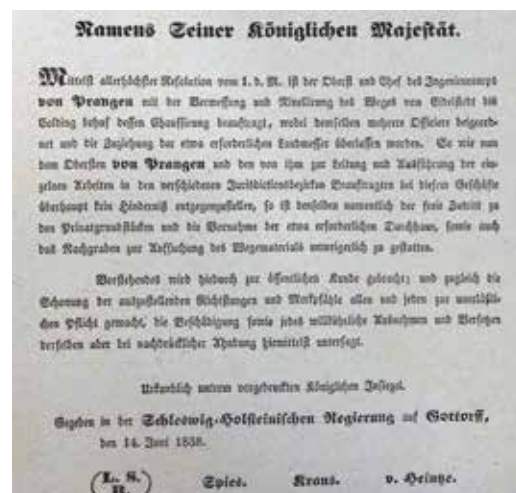 Namens Seiner Königlichen Majestät.
Mittelst allerhöchster Resolution vom 1. d. M. ist der Oberst und Chef des Ingenieurcorps
von Prangen mit der Vermessung und Nivellirung des Weges von Eidelstedt bis
Colding behuf dessen Chaussirung beauftragt, wobei demselben mehrere Officiere beigeord-
net und die Zuziehung der etwa erforderlichen Landmesser überlassen worden. So wie nun
dem Obersten von Prangen und den von ihm zur Leitung und Ausführung der ein-
zelnen Arbeiten in den verschiedenen Jurisdictionsbezirken Beauftragten bei diesem Geschäfte
überhaupt kein Hinderniß entgegenzustellen, so ist denselben namentlich der freie Zutritt zu
den Privatgrundstücken und die Vornahme der etwa erforderlichen Durchhaue, sowie auch
das Nachgraben zur Aufsuchung des Wegematerials unweigerlich zu gestatten.
Vorstehendes wird hiedurch zur öffentlichen Kunde gebracht; und zugleich die
Schonung der aufzustellenden Richtstangen und Merkpfähle allen und jeden zur unerläßli-
chen Pflicht gemacht, die Beschädigung sowie jedes willkührliche Ausnehmen und Versetzen
derselben aber bei nachdrücklicher Ahndung hiemittelst untersagt.
Urkundlich unterm vorgedruckten Königlichen Insiegel.
Gegeben in der Schleswig-Holsteinischen Regierung auf Gottorff,
den 14. Juni 1838.
(L. S. R.) Spies. Kraus. v. Heintze.